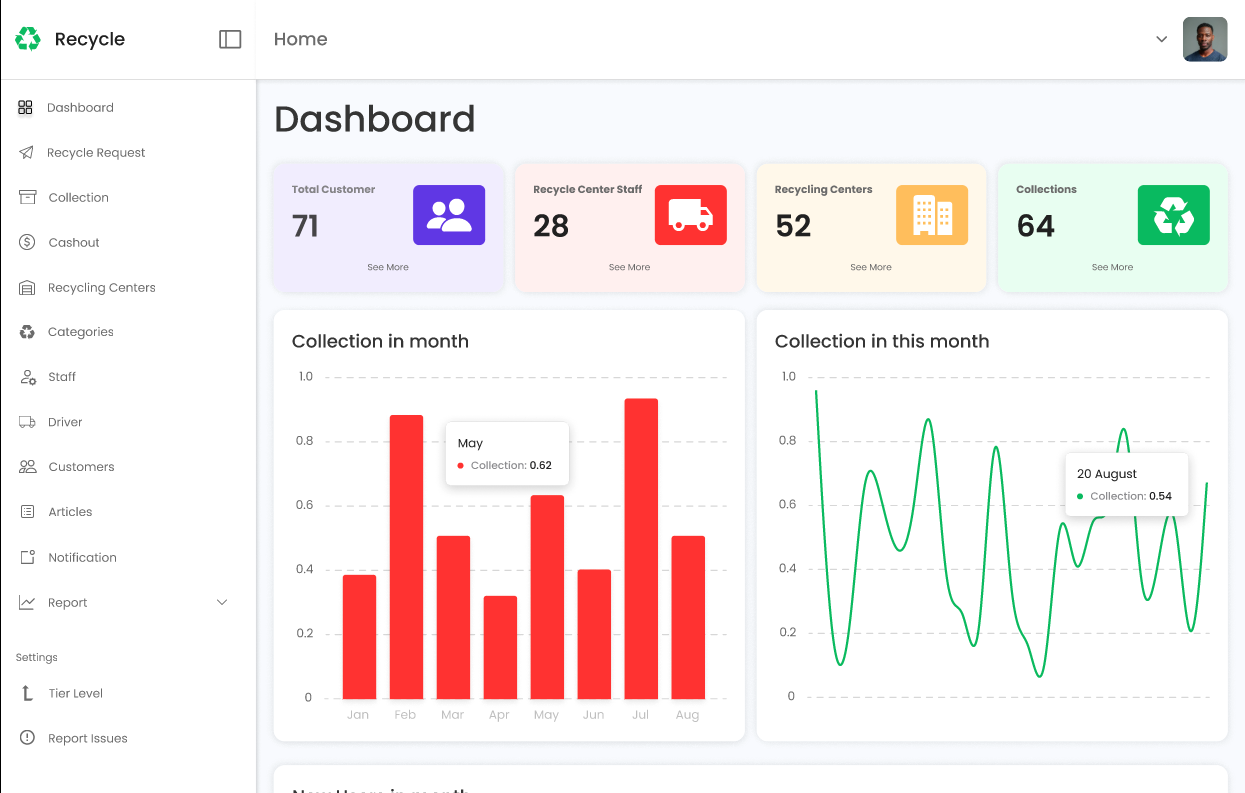 Recycle
Home
Dashboard
Recycle Request
Collection
Cashout
Recycling Centers
Categories
Staff
Driver
Customers
Articles
Notification
Report
Settings
Tier Level
Report Issues
Dashboard
Total Customer
71
See More
Recycle Center Staff
28
See More
Recycling Centers
52
See More
Collections
64
See More
Collection in month
1.0
0.8
0.6
0.4
0.2
0
May
Collection: 0.62
Jan Feb Mar Apr May Jun Jul Aug
Collection in this month
1.0
0.8
0.6
0.4
0.2
0
20 August
Collection: 0.54
New Users in month